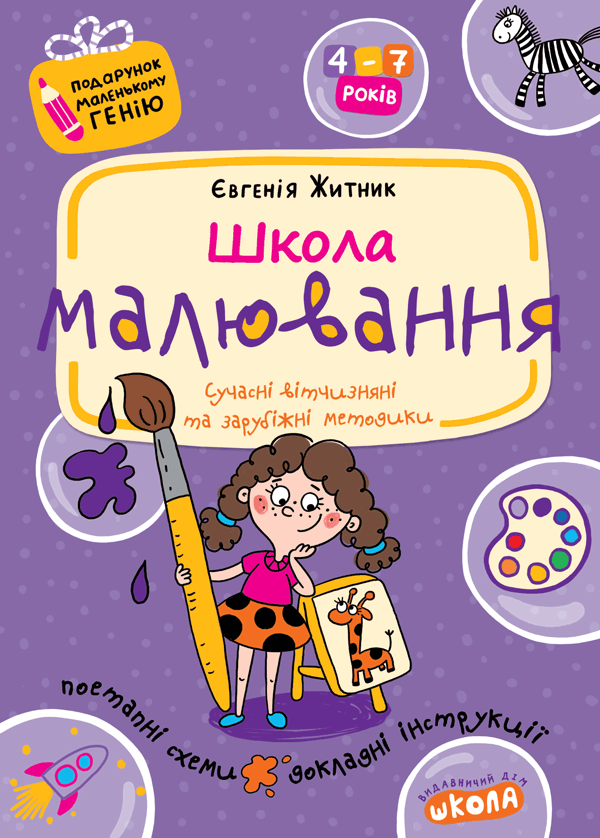 Подарунок
маленькому
генію
4-7
років
Євгенія Житник
Школа
малювання
Сучасні вітчизняні
та зарубіжні методики
поетапні схеми докладні інструкції
Видавничий дім
Школа